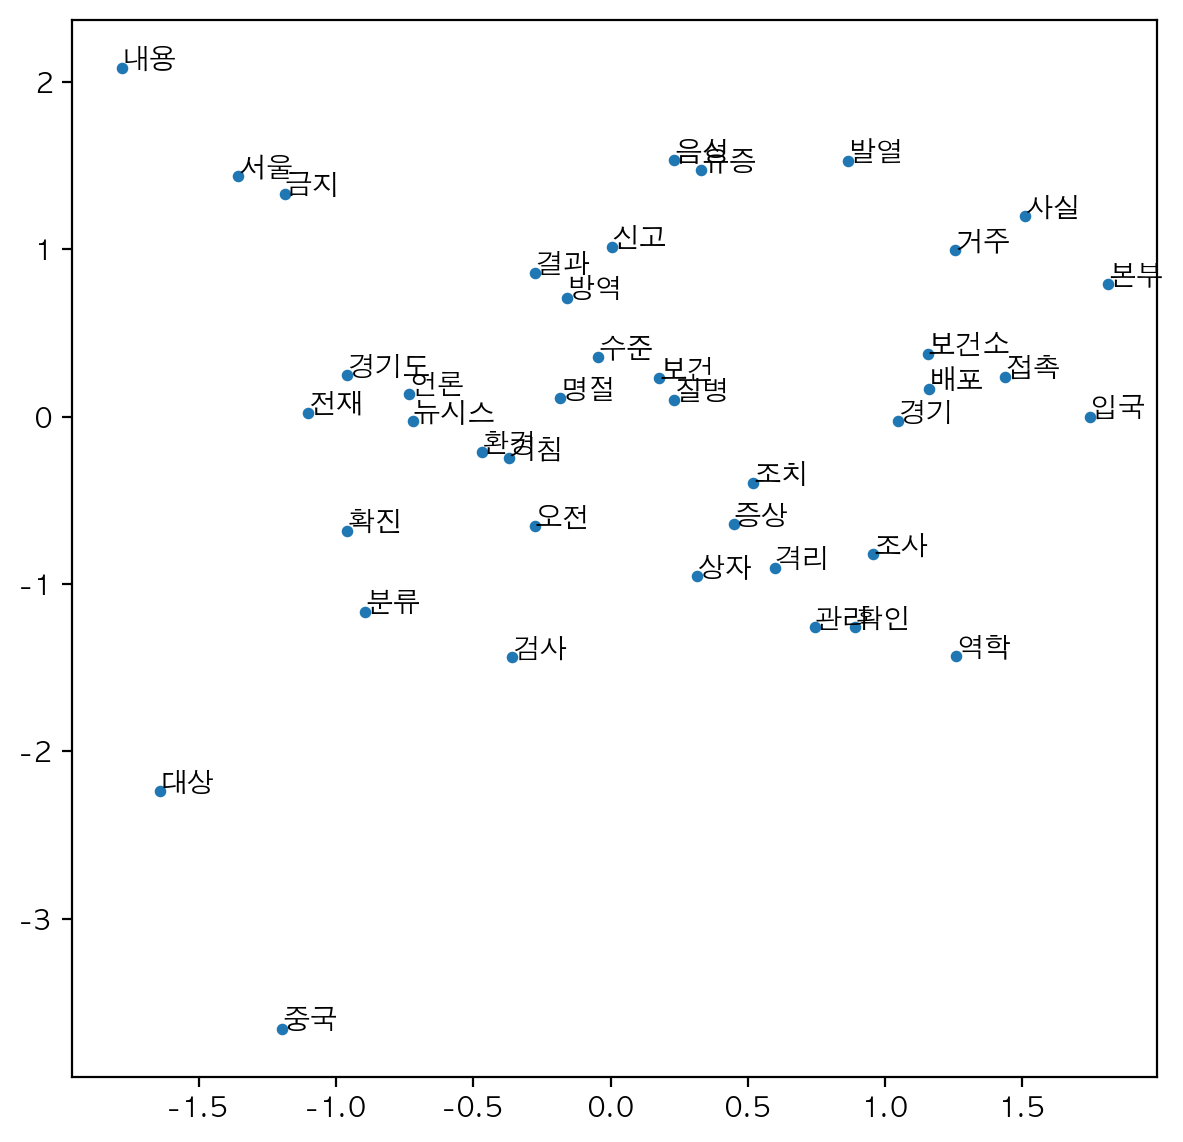 내용
음성
유증
발열
서울
금지
사실
신고
거주
결과
방역
본부
수준
보건소
경기도
보건
접촉
언론
배포
명절
질병
전재
뉴시스
경기
입국
환경
기침
조치
확진
오전
증상
조사
상자
격리
분류
관리
확인
검사
역학
대상
중국
2
1
0
-1
-2
-3
-1.5
-1.0
-0.5
0.0
0.5
1.0
1.5